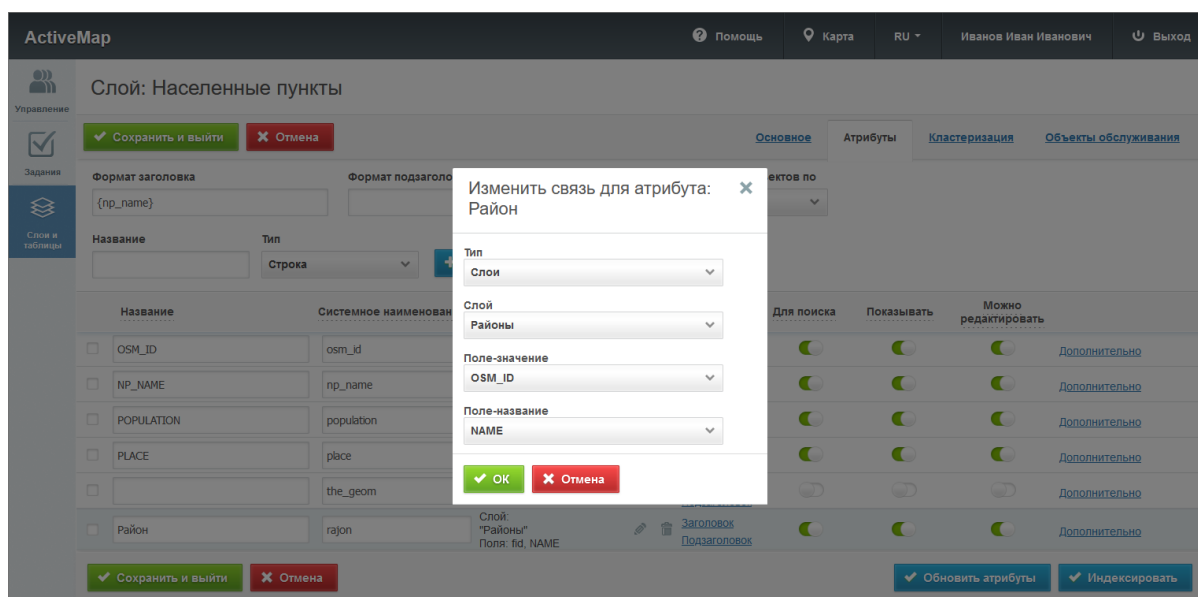 ActiveMap
Помощь
Карта
RU
Иванов Иван Иванович
Выход
Управление
Задания
Слои и
таблицы
Слой: Населенные пункты
Сохранить и выйти
Отмена
Основное
Атрибуты
Кластеризация
Объекты обслуживания
Формат заголовка
Формат подзаголо
ектов по
{np_name}
Название
Тип
Строка
Изменить связь для атрибута:
Район
Тип
Слои
Слой
Районы
Поле-значение
OSM_ID
Поле-название
NAME
ОК
Отмена
Название
Системное наименован
Для поиска
Показывать
Можно
редактировать
OSM_ID
osm_id
Дополнительно
NP_NAME
np_name
Дополнительно
POPULATION
population
Дополнительно
PLACE
place
Дополнительно
the_geom
Дополнительно
Район
rajon
Слой:
"Районы"
Поля: fid, NAME
Заголовок
Подзаголовок
Дополнительно
Сохранить и выйти
Отмена
Обновить атрибуты
Индексировать